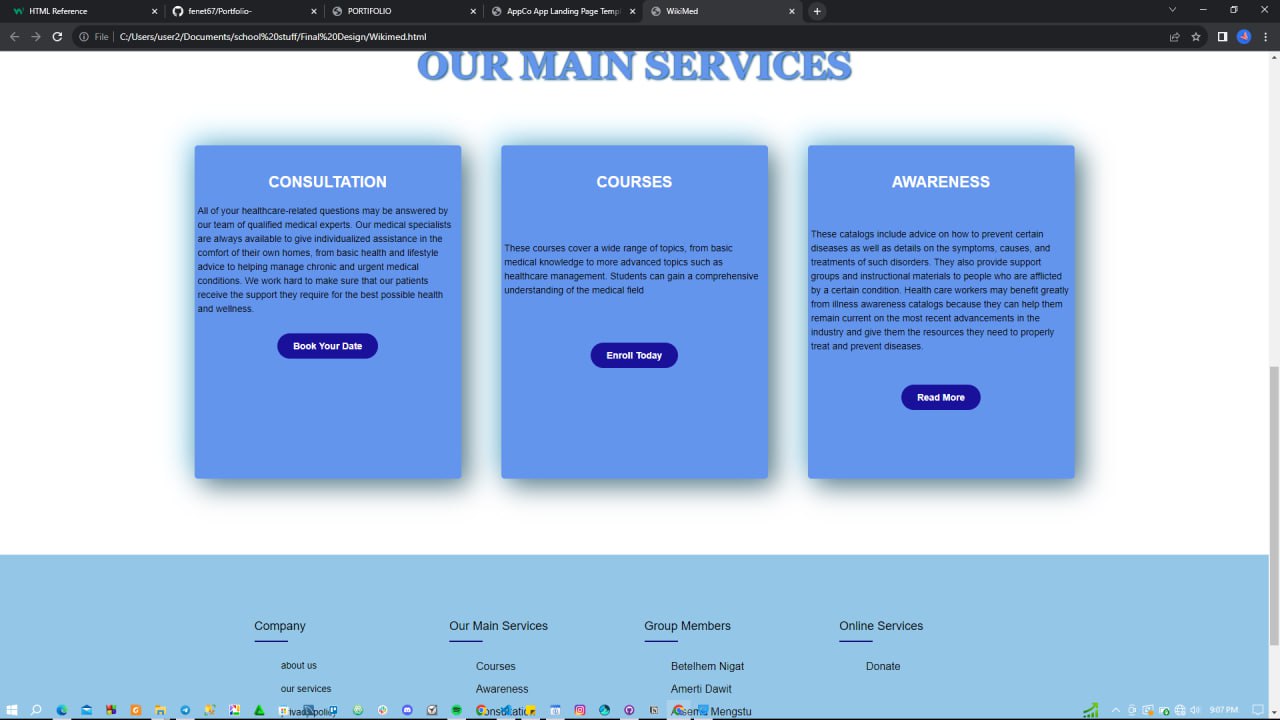 HTML Reference
fenet67/Portfolio-
PORTIFOLIO
AppCo App Landing Page Templ
WikiMed
File
C:/Users/user2/Documents/school%20stuff/Final%20Design/Wikimed.html
OUR MAIN SERVICES
CONSULTATION
All of your healthcare-related questions may be answered by
our team of qualified medical experts. Our medical specialists
are always available to give individualized assistance in the
comfort of their own homes, from basic health and lifestyle
advice to helping manage chronic and urgent medical
conditions. We work hard to make sure that our patients
receive the support they require for the best possible health
and wellness.
Book Your Date
COURSES
These courses cover a wide range of topics, from basic
medical knowledge to more advanced topics such as
healthcare management. Students can gain a comprehensive
understanding of the medical field
Enroll Today
AWARENESS
These catalogs include advice on how to prevent certain
diseases as well as details on the symptoms, causes, and
treatments of such disorders. They also provide support
groups and instructional materials to people who are afflicted
by a certain condition. Health care workers may benefit greatly
from illness awareness catalogs because they can help them
remain current on the most recent advancements in the
industry and give them the resources they need to properly
treat and prevent diseases.
Read More
Company
about us
our services
privacy policy
Our Main Services
Courses
Awareness
Consultation
Group Members
Betelhem Nigat
Amerti Dawit
Mengstu
Online Services
Donate
9:07 PM